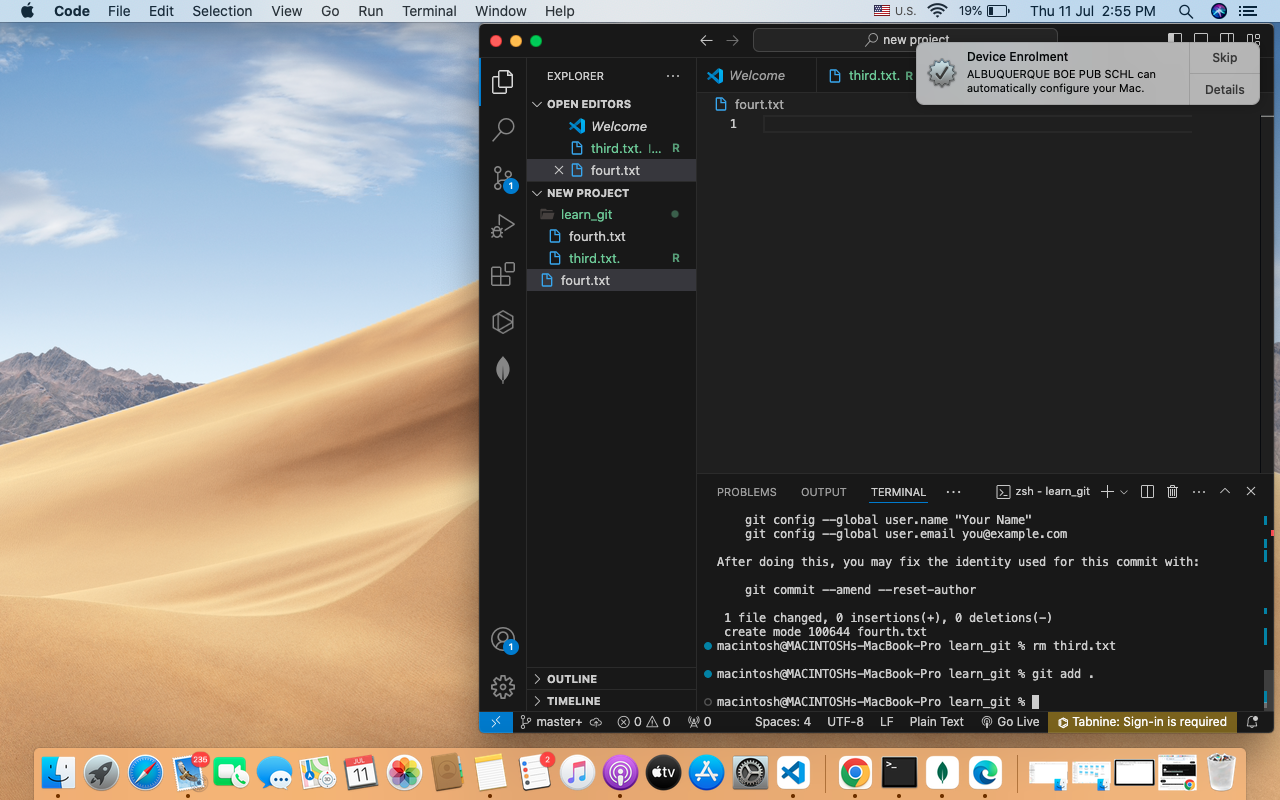 Code File Edit Selection View Go Run Terminal Window Help U.S. 19% Thu 11 Jul 2:55 PM
new project
Device Enrolment
ALBUQUERQUE BOE PUB SCHL can
automatically configure your Mac.
Skip
Details
EXPLORER
Welcome
third.txt. R
OPEN EDITORS
Welcome
third.txt. l... R
fourt.txt
NEW PROJECT
learn_git
fourth.txt
third.txt. R
fourt.txt
fourt.txt
1
1
PROBLEMS OUTPUT TERMINAL zsh - learn_git
git config --global user.name "Your Name"
git config --global user.email you@example.com
After doing this, you may fix the identity used for this commit with:
git commit --amend --reset-author
1 file changed, 0 insertions(+), 0 deletions(-)
create mode 100644 fourth.txt
macintosh@MACINTOSHs-MacBook-Pro learn_git % rm third.txt
macintosh@MACINTOSHs-MacBook-Pro learn_git % git add .
macintosh@MACINTOSHs-MacBook-Pro learn_git %
1
OUTLINE
TIMELINE
master+ 0 0 0 Spaces: 4 UTF-8 LF Plain Text Go Live Tabnine: Sign-in is required
236
JUL
11
2
tv